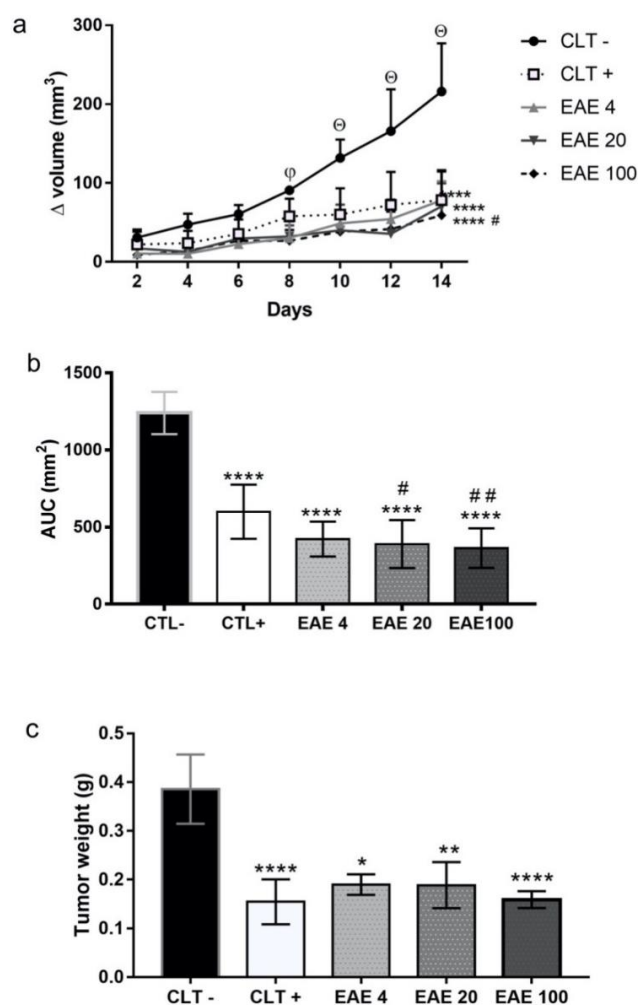 a
300
200
100
0
Δ volume (mm3)
φ
Θ
Θ
Θ
***
****
**** #
2 4 6 8 10 12 14
Days
CLT -
CLT +
EAE 4
EAE 20
EAE 100
b
1500
1000
500
0
AUC (mm2)
****
****
#
****
##
****
CTL- CTL+ EAE 4 EAE 20 EAE100
c
0.5
0.4
0.3
0.2
0.1
0.0
Tumor weight (g)
****
*
**
****
CLT - CLT + EAE 4 EAE 20 EAE 100